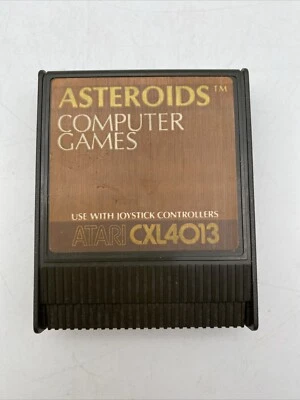 ASTEROIDS™
COMPUTER
GAMES
USE WITH JOYSTICK CONTROLLERS
ATARI CXL4013